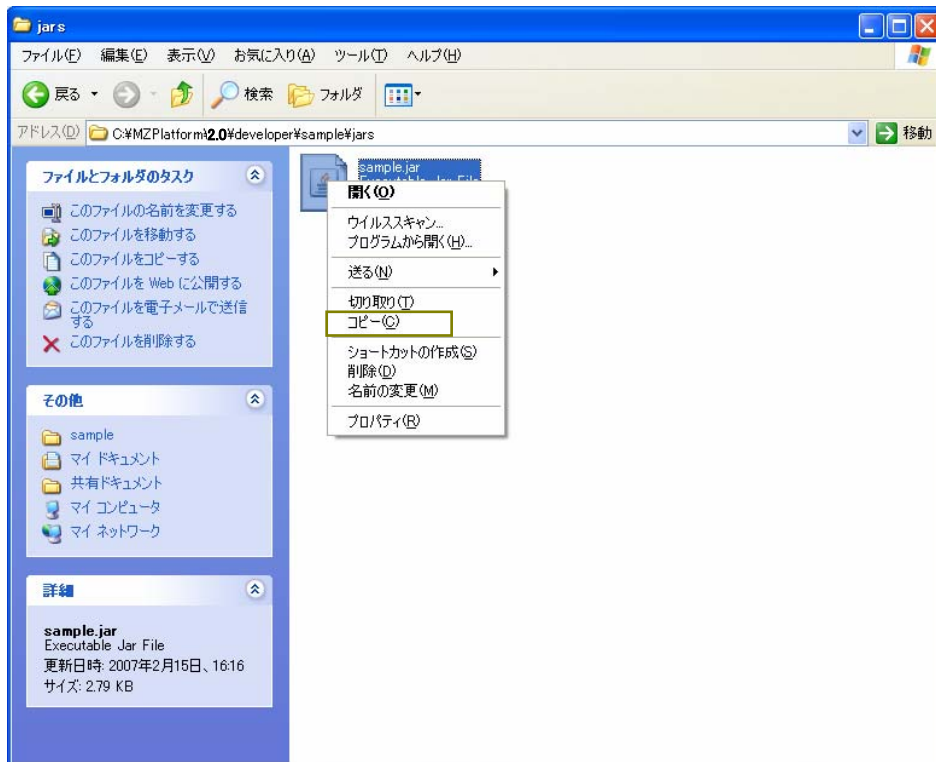 jars
ファイル(F) 編集(E) 表示(V) お気に入り(A) ツール(T) ヘルプ(H)
戻る 検索 フォルダ
アドレス(D) C:¥MZPlatform¥2.0¥developer¥sample¥jars 移動
ファイルとフォルダのタスク
このファイルの名前を変更する
このファイルを移動する
このファイルをコピーする
このファイルを Web に公開する
このファイルを電子メールで送信
する
このファイルを削除する
その他
sample
マイ ドキュメント
共有ドキュメント
マイ コンピュータ
マイ ネットワーク
詳細
sample.jar
Executable Jar File
更新日時: 2007年2月15日、16:16
サイズ: 2.79 KB
sample.jar
Executable Jar File
開く(O)
ウイルススキャン...
プログラムから開く(H)...
送る(N)
切り取り(T)
コピー(C)
ショートカットの作成(S)
削除(D)
名前の変更(M)
プロパティ(R)